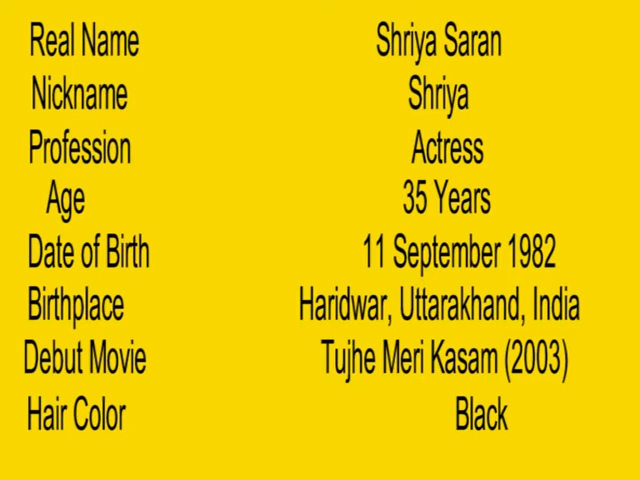 Real Name Shriya Saran
Nickname Shriya
Profession Actress
Age 35 Years
Date of Birth 11 September 1982
Birthplace Haridwar, Uttarakhand, India
Debut Movie Tujhe Meri Kasam (2003)
Hair Color Black